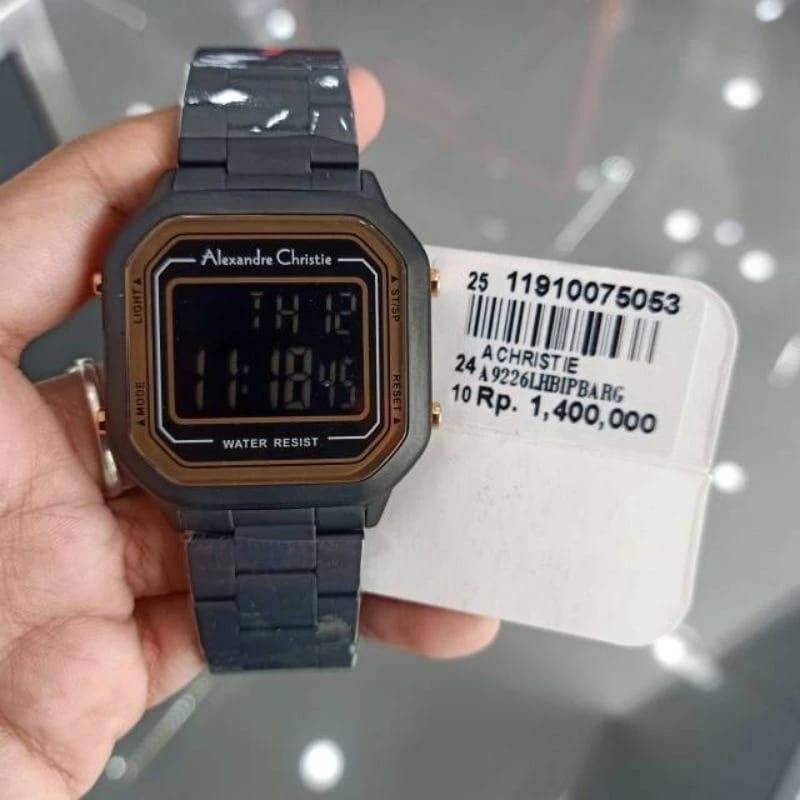 Alexandre Christie
LIGHT
ST/SP
TH 12
11:18 45
MODE
RESET
WATER RESIST
25 11910075053
ACHRISTIE
24 A9226LHBIPBARG
10 Rp. 1,400,000